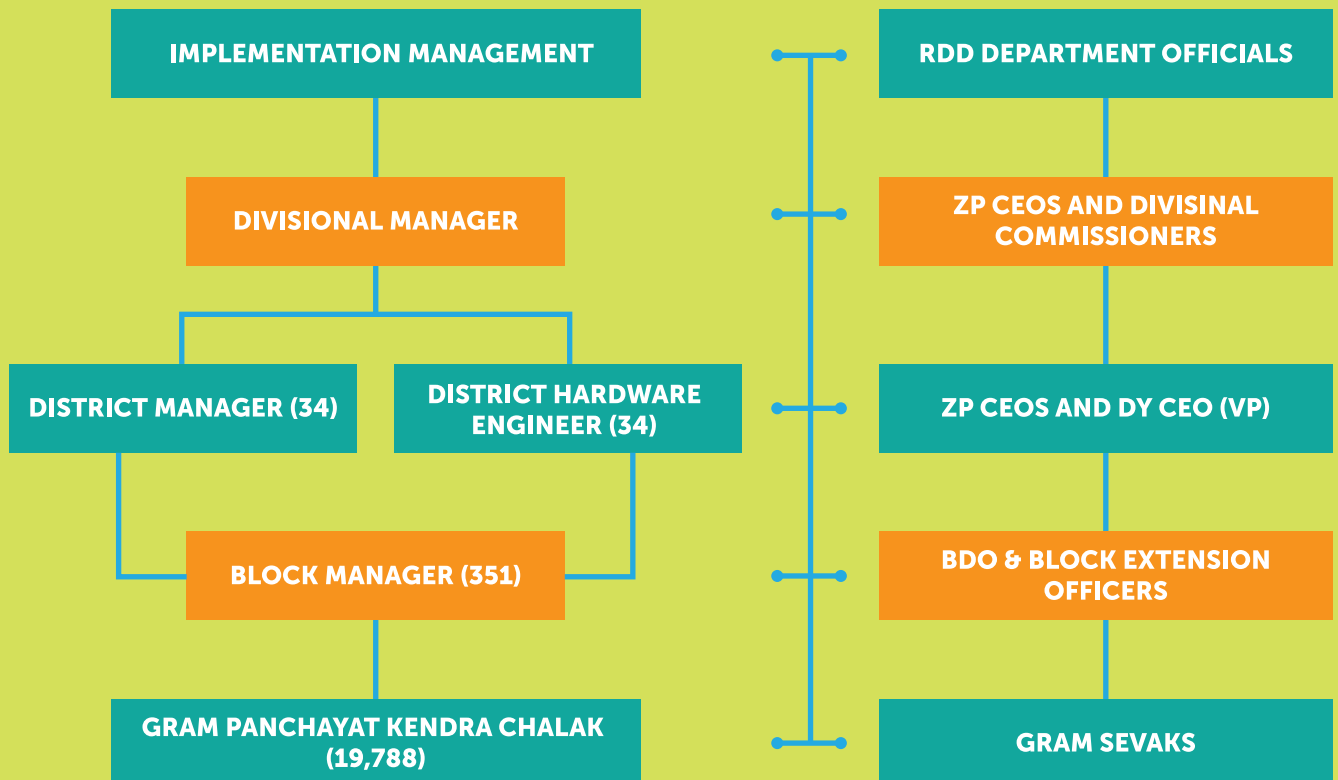 IMPLEMENTATION MANAGEMENT
RDD DEPARTMENT OFFICIALS
DIVISIONAL MANAGER
ZP CEOS AND DIVISINAL
COMMISSIONERS
DISTRICT MANAGER (34)
DISTRICT HARDWARE
ENGINEER (34)
ZP CEOS AND DY CEO (VP)
BLOCK MANAGER (351)
BDO & BLOCK EXTENSION
OFFICERS
GRAM PANCHAYAT KENDRA CHALAK
(19,788)
GRAM SEVAKS